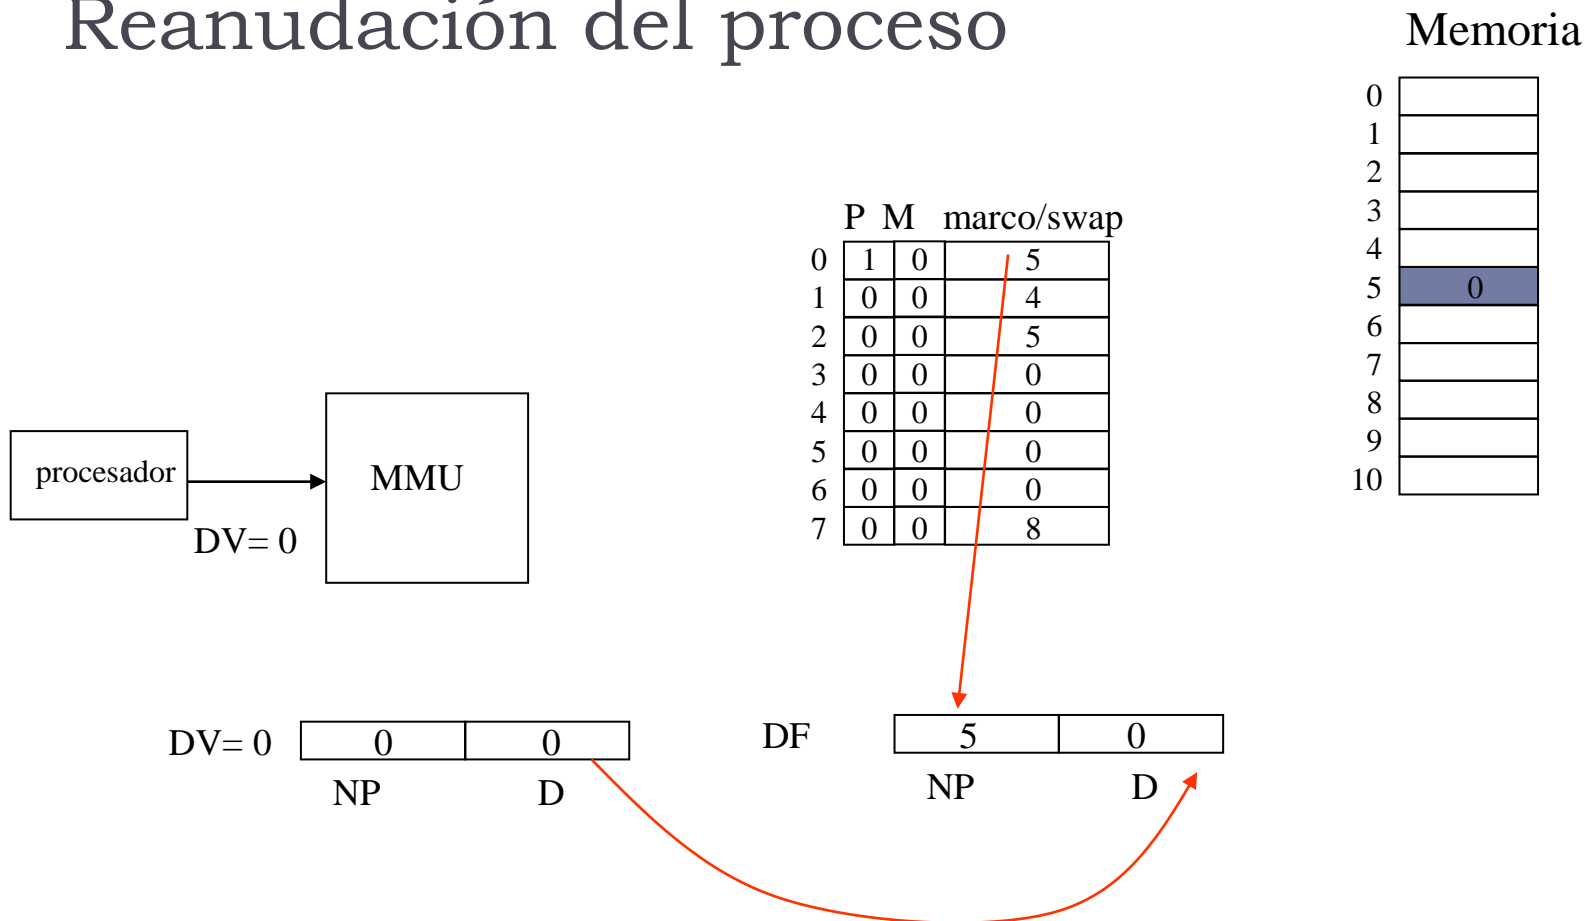 Reanudación del proceso
Memoria
0
1
2
3
4
5 0
6
7
8
9
10
P M marco/swap
0 1 0 5
1 0 0 4
2 0 0 5
3 0 0 0
4 0 0 0
5 0 0 0
6 0 0 0
7 0 0 8
procesador
MMU
DV= 0
DV= 0 0 0
NP D
DF 5 0
NP D